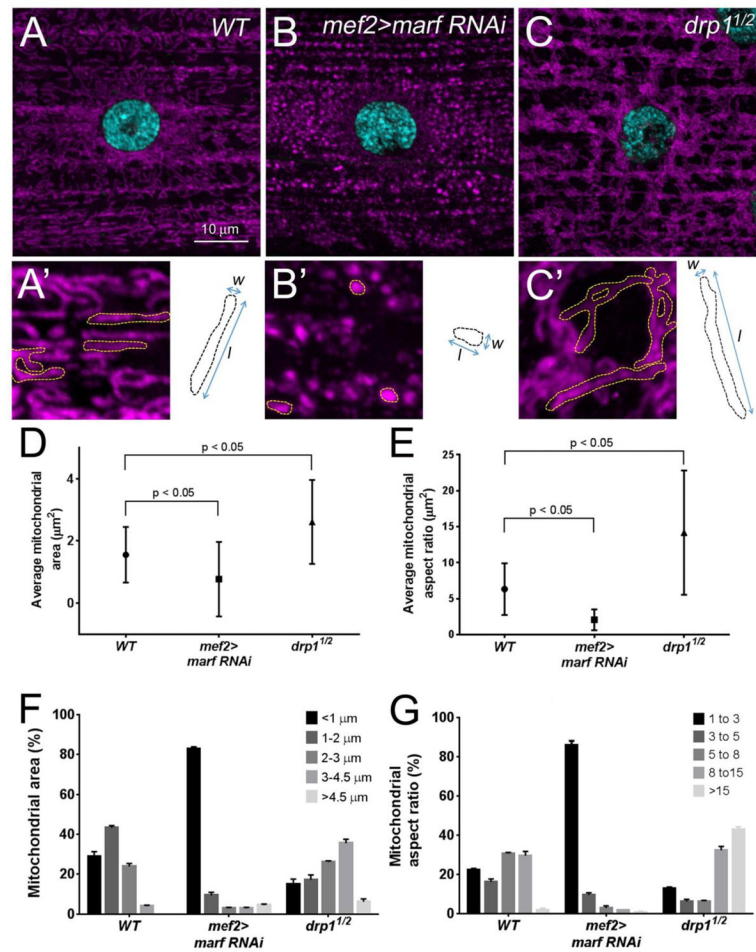 A
WT
B
mef2>marf RNAi
C
drp1^1/2
10 μm
A'
w
l
B'
w
l
C'
w
l
D
p < 0.05
p < 0.05
Average mitochondrial
area (μm²)
4
2
0
WT
mef2>
marf RNAi
drp1^1/2
E
p < 0.05
p < 0.05
Average mitochondrial
aspect ratio (μm²)
25
20
15
10
5
0
WT
mef2>
marf RNAi
drp1^1/2
F
<1 μm
1-2 μm
2-3 μm
3-4.5 μm
>4.5 μm
Mitochondrial area (%)
100
80
60
40
20
0
WT
mef2>
marf RNAi
drp1^1/2
G
1 to 3
3 to 5
5 to 8
8 to15
>15
Mitochondrial
aspect ratio (%)
100
80
60
40
20
0
WT
mef2>
marf RNAi
drp1^1/2